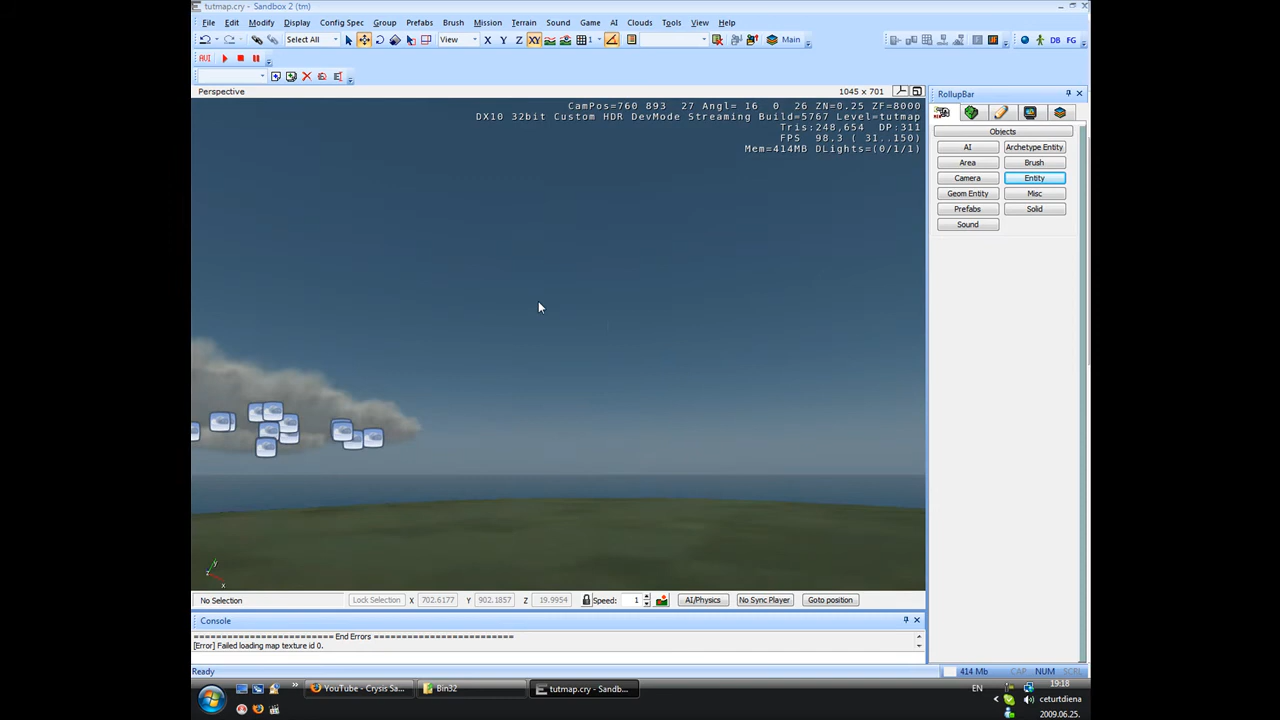 tutmap.cry - Sandbox 2 (tm)
File Edit Modify Display Config Spec Group Prefabs Brush Mission Terrain Sound Game AI Clouds Tools View Help
Select All View X Y Z XY 1 Main DB FG
AVI
Perspective 1045 x 701
CamPos=760 893 27 Angl= 16 0 26 ZN=0.25 ZF=8000
DX10 32bit Custom HDR DevMode Streaming Build=5767 Level=tutmap
Tris:248,654 DP:311
FPS 98.3 ( 31..150)
Mem=414MB DLights=(0/1/1)
RollupBar
Objects
AI Archetype Entity
Area Brush
Camera Entity
Geom Entity Misc
Prefabs Solid
Sound
y
z
x
No Selection Lock Selection X 702.6177 Y 902.1857 Z 19.9954 Speed: 1 AI/Physics No Sync Player Goto position
Console
========================= End Errors =========================
[Error] Failed loading map texture id 0.
Ready 414 Mb CAP NUM SCRL
YouTube - Crysis Sa... Bin32 tutmap.cry - Sandb... EN 19:18
ceturtdiena
2009.06.25.